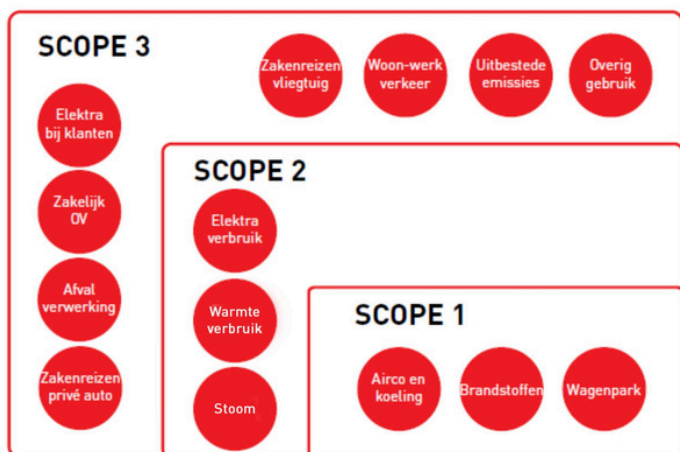 SCOPE 3
Zakenreizen
vliegtuig
Woon-werk
verkeer
Uitbestede
emissies
Overig
gebruik
Elektra
bij klanten
Zakelijk
OV
Afval
verwerking
Zakenreizen
privé auto
SCOPE 2
Elektra
verbruik
Warmte
verbruik
Stoom
SCOPE 1
Airco en
koeling
Brandstoffen
Wagenpark